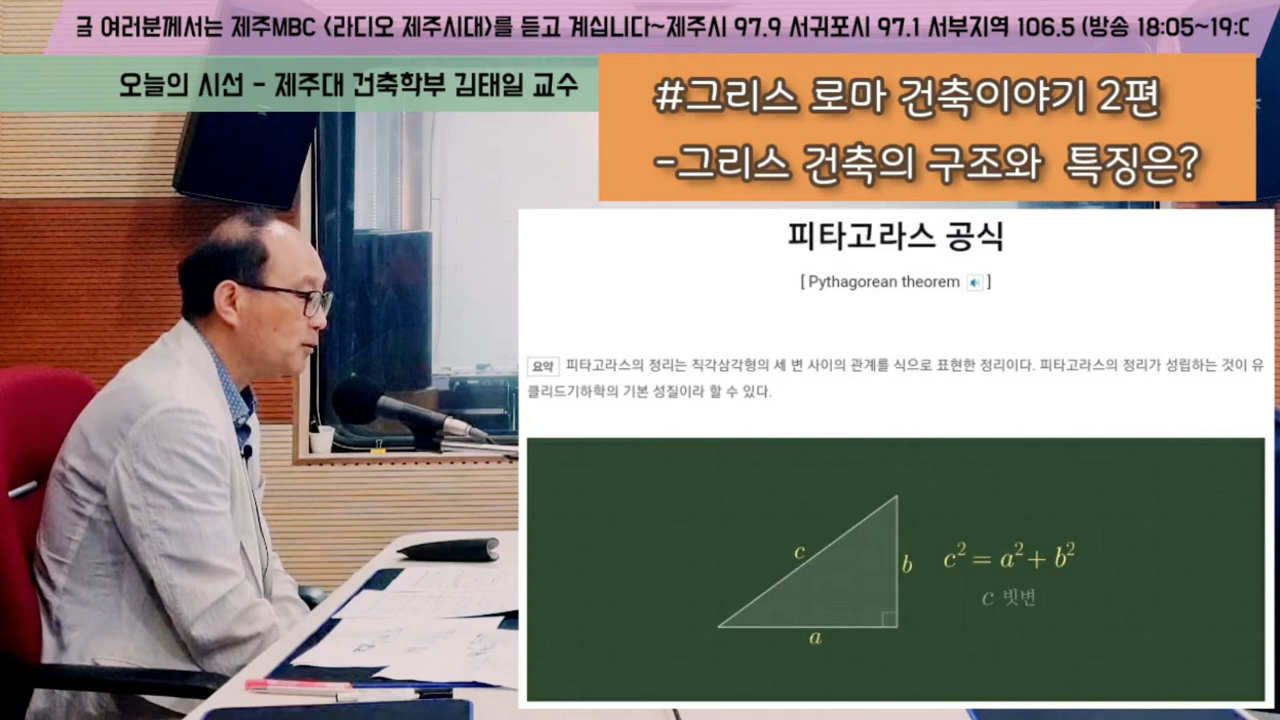 금 여러분께서는 제주MBC <라디오 제주시대>를 듣고 계십니다~제주시 97.9 서귀포시 97.1 서부지역 106.5 (방송 18:05~19:0
오늘의 시선 - 제주대 건축학부 김태일 교수
#그리스 로마 건축이야기 2편
-그리스 건축의 구조와 특징은?
피타고라스 공식
[ Pythagorean theorem ]
요약 피타고라스의 정리는 직각삼각형의 세 변 사이의 관계를 식으로 표현한 정리이다. 피타고라스의 정리가 성립하는 것이 유
클리드기하학의 기본 성질이라 할 수 있다.
c
b
c² = a² + b²
c 빗변
a